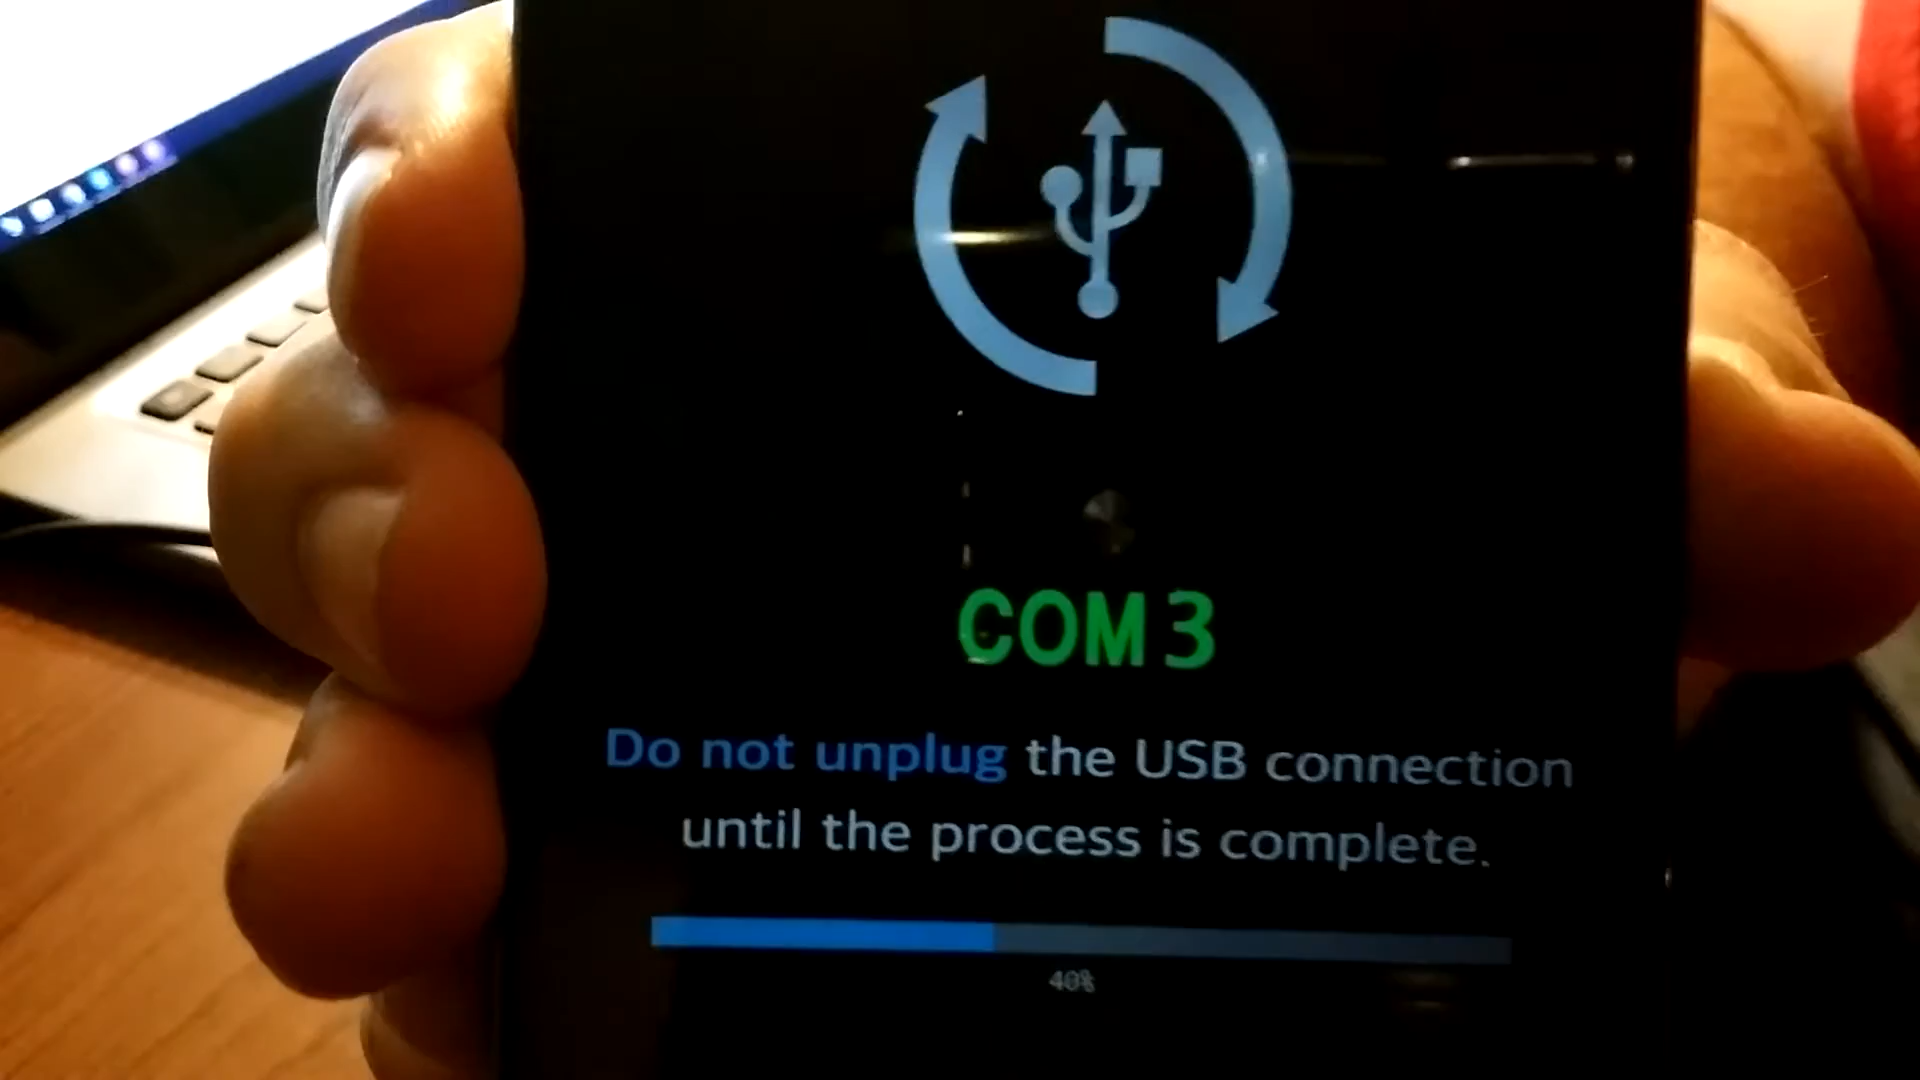 COM3
Do not unplug the USB connection
until the process is complete.
40%